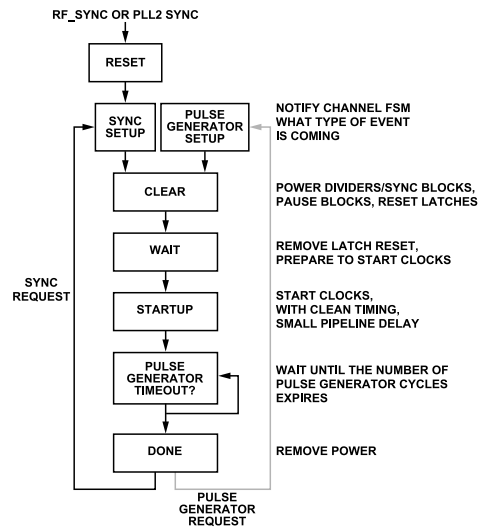 RF_SYNC OR PLL2 SYNC
RESET
SYNC
SETUP
PULSE
GENERATOR
SETUP
NOTIFY CHANNEL FSM
WHAT TYPE OF EVENT
IS COMING
CLEAR
POWER DIVIDERS/SYNC BLOCKS,
PAUSE BLOCKS, RESET LATCHES
WAIT
REMOVE LATCH RESET,
PREPARE TO START CLOCKS
SYNC
REQUEST
STARTUP
START CLOCKS,
WITH CLEAN TIMING,
SMALL PIPELINE DELAY
PULSE
GENERATOR
TIMEOUT?
WAIT UNTIL THE NUMBER OF
PULSE GENERATOR CYCLES
EXPIRES
DONE
REMOVE POWER
PULSE
GENERATOR
REQUEST